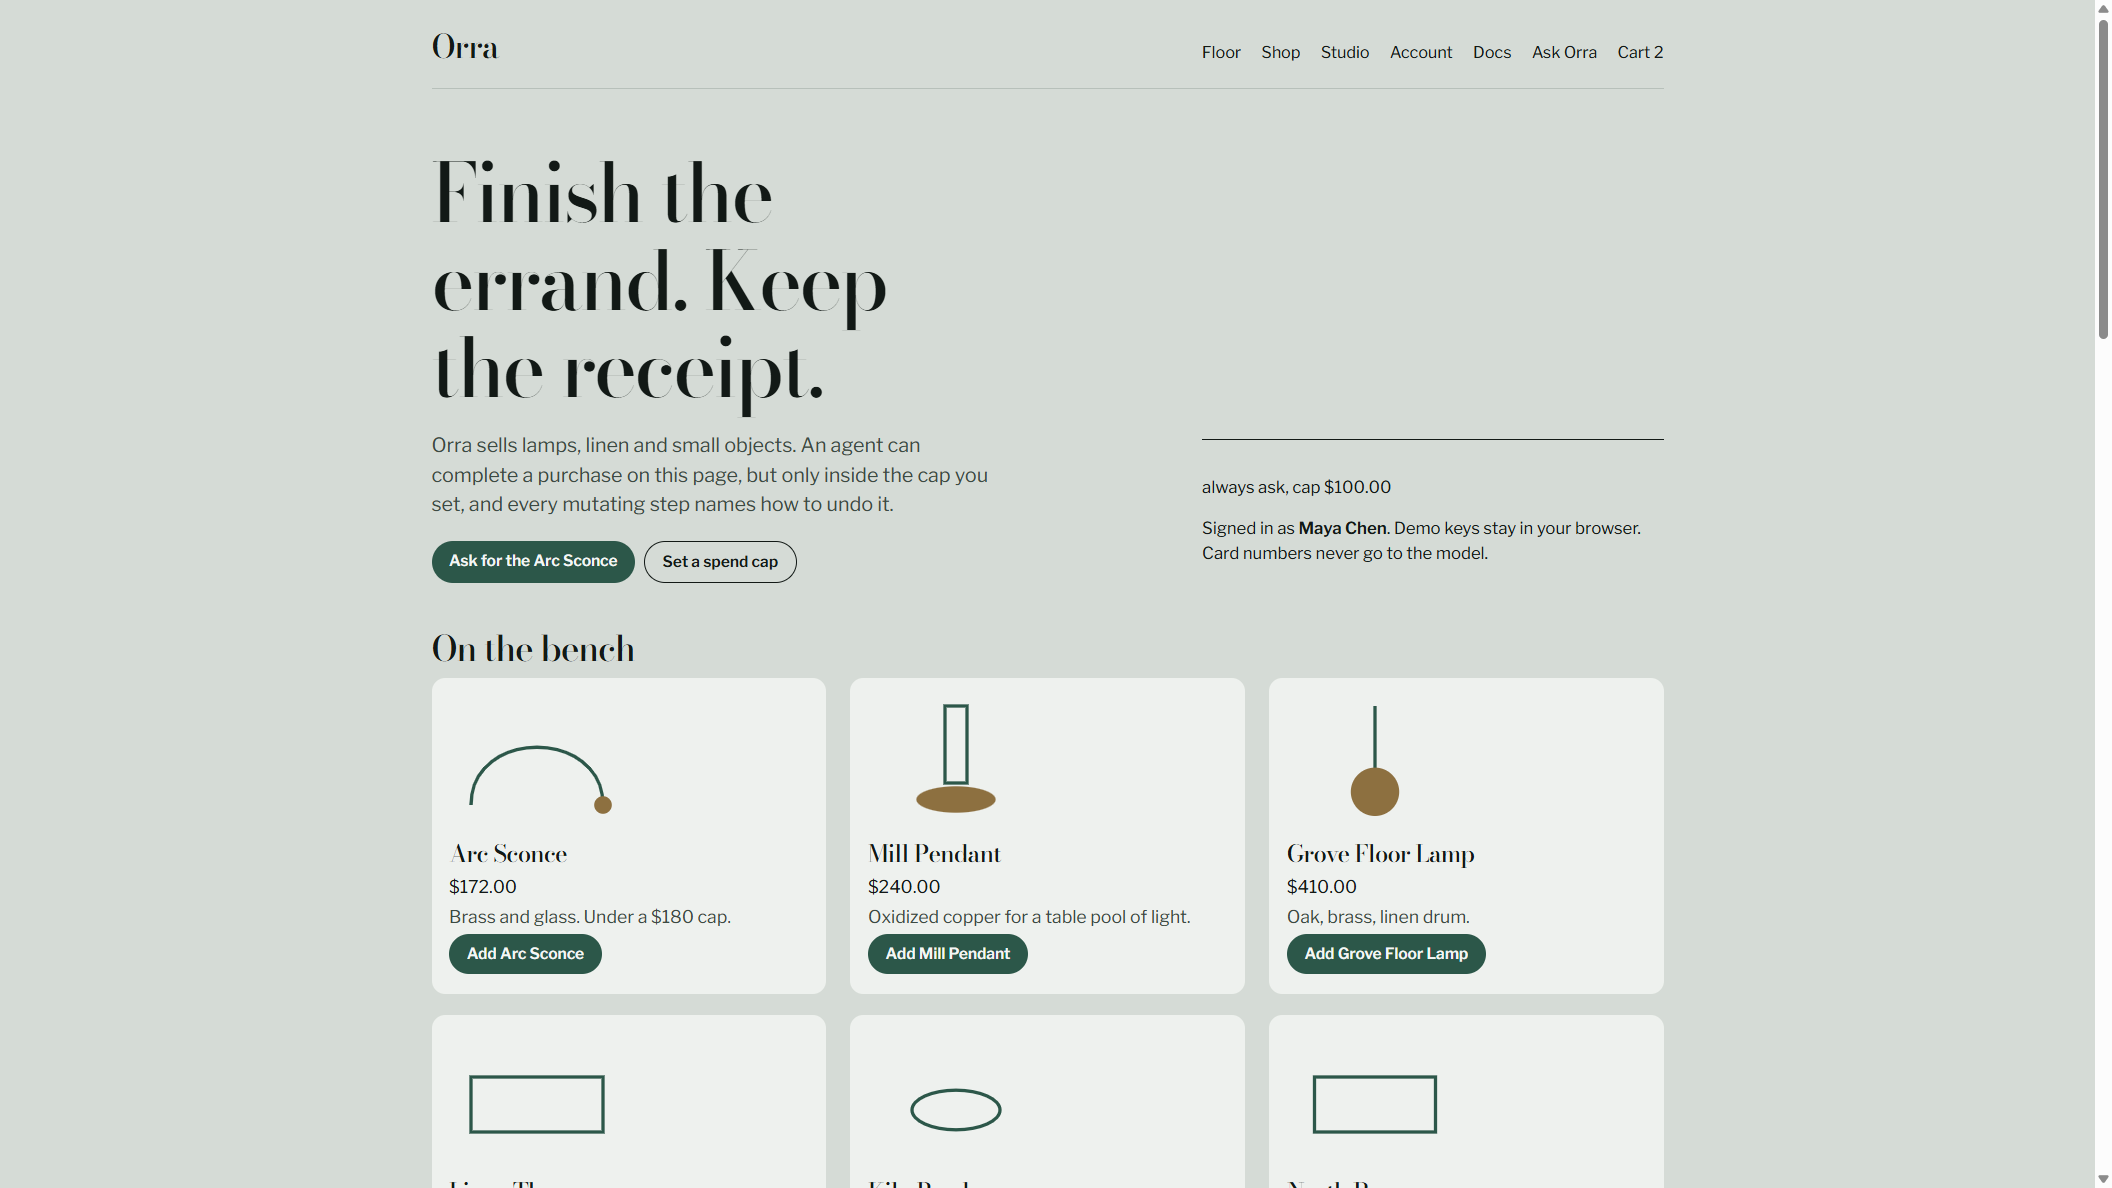 Orra
Floor Shop Studio Account Docs Ask Orra Cart 2
Finish the
errand. Keep
the receipt.
Orra sells lamps, linen and small objects. An agent can
complete a purchase on this page, but only inside the cap you
set, and every mutating step names how to undo it.
Ask for the Arc Sconce
Set a spend cap
always ask, cap $100.00
Signed in as Maya Chen. Demo keys stay in your browser.
Card numbers never go to the model.
On the bench
Arc Sconce
$172.00
Brass and glass. Under a $180 cap.
Add Arc Sconce
Mill Pendant
$240.00
Oxidized copper for a table pool of light.
Add Mill Pendant
Grove Floor Lamp
$410.00
Oak, brass, linen drum.
Add Grove Floor Lamp